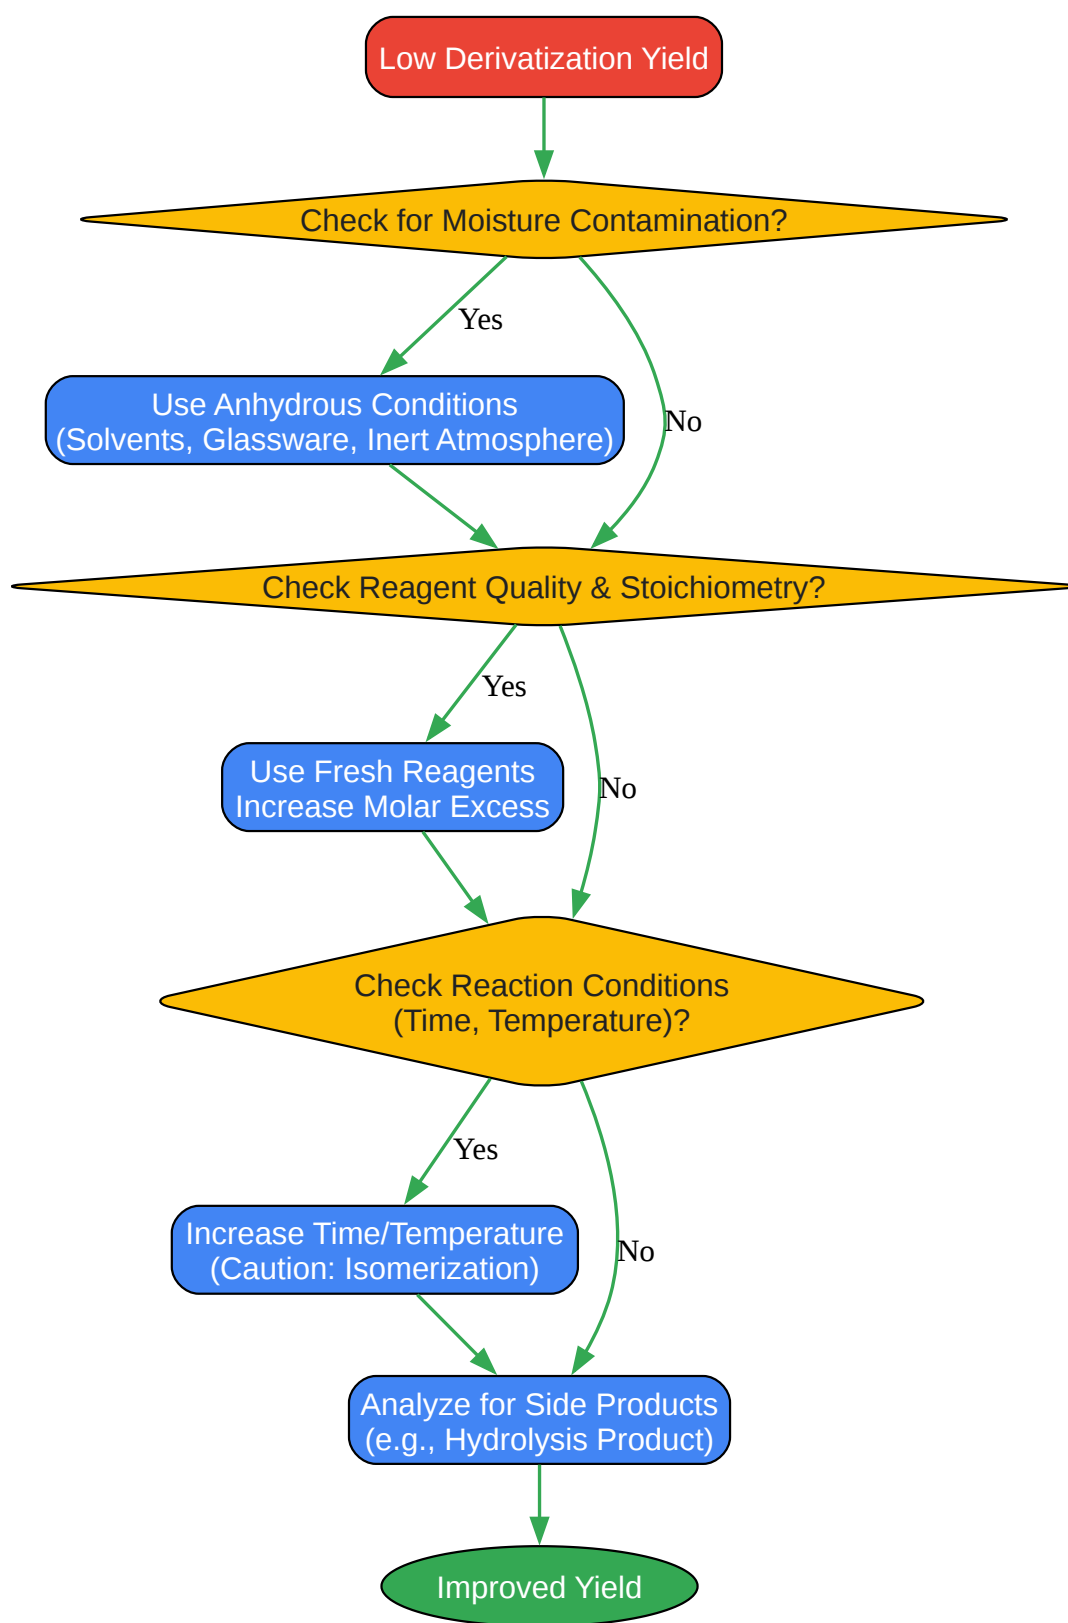 Low Derivatization Yield
Check for Moisture Contamination?
Yes
Use Anhydrous Conditions
(Solvents, Glassware, Inert Atmosphere)
No
Check Reagent Quality & Stoichiometry?
Yes
Use Fresh Reagents
Increase Molar Excess
No
Check Reaction Conditions
(Time, Temperature)?
Yes
Increase Time/Temperature
(Caution: Isomerization)
No
Analyze for Side Products
(e.g., Hydrolysis Product)
Improved Yield